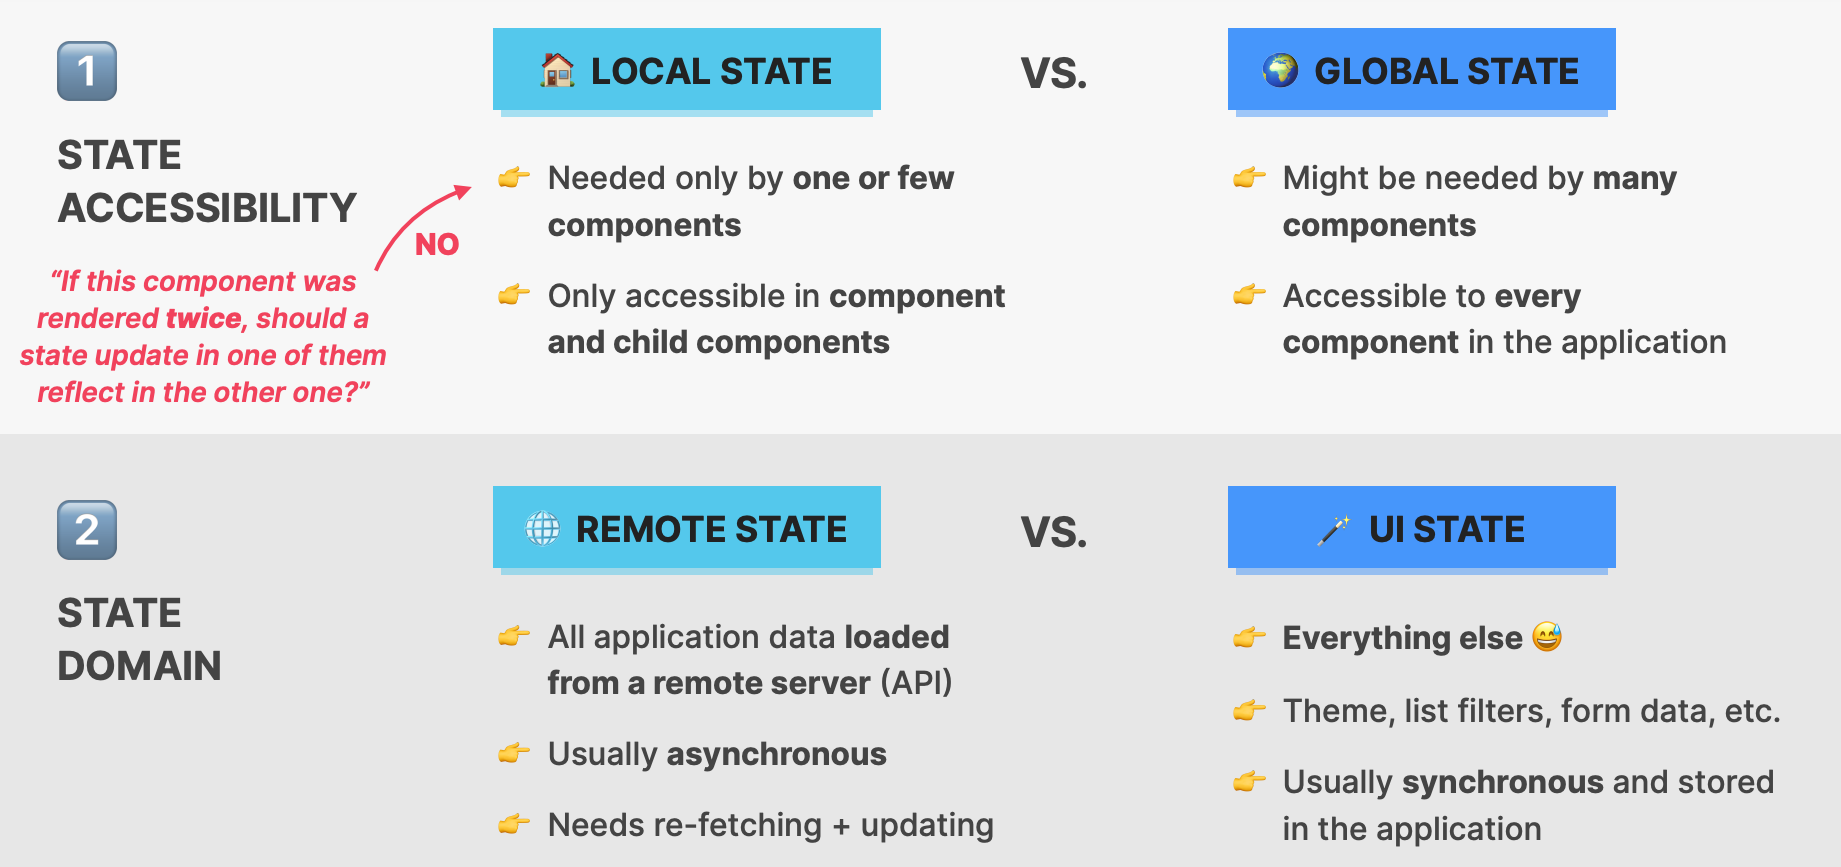 1
STATE
ACCESSIBILITY
“If this component was
rendered twice, should a
state update in one of them
reflect in the other one?”
NO
LOCAL STATE
Needed only by one or few
components
Only accessible in component
and child components
VS.
GLOBAL STATE
Might be needed by many
components
Accessible to every
component in the application
2
STATE
DOMAIN
REMOTE STATE
All application data loaded
from a remote server (API)
Usually asynchronous
Needs re-fetching + updating
VS.
UI STATE
Everything else
Theme, list filters, form data, etc.
Usually synchronous and stored
in the application